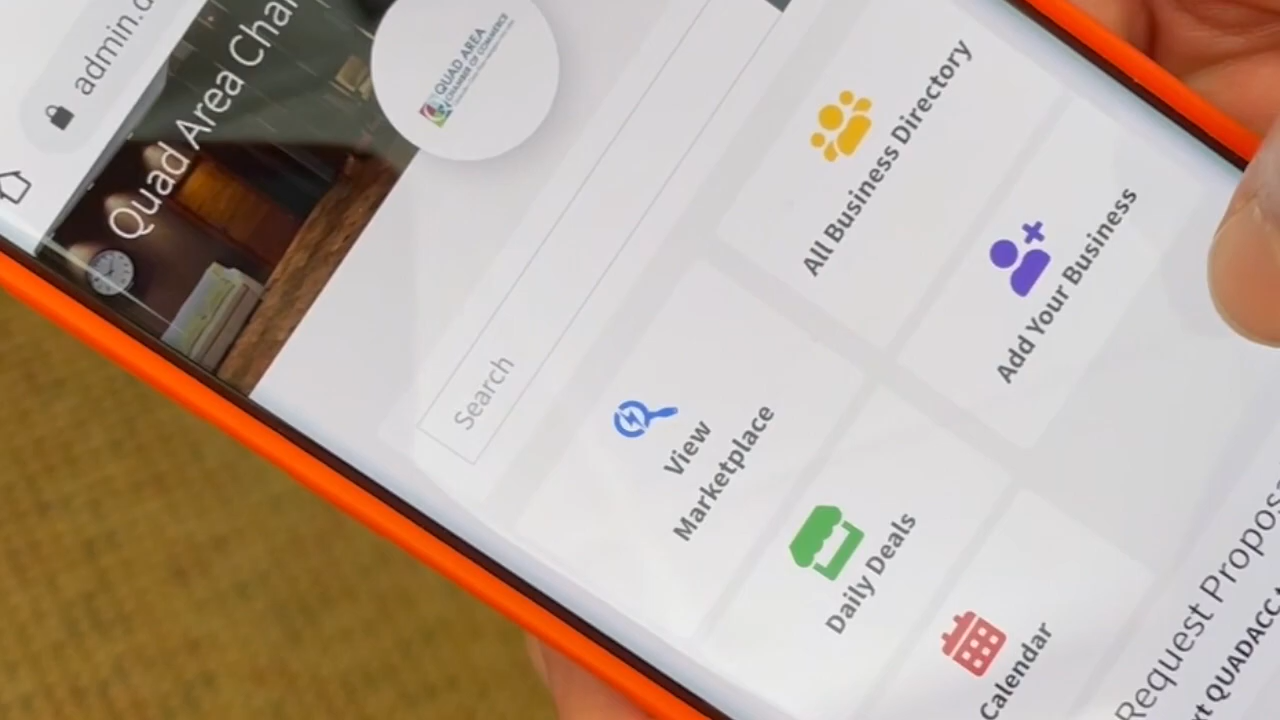 admin.
Quad Area Cha
QUAD AREA
CHAMBER OF COMMERCE
Search
View
Marketplace
All Business Directory
Daily Deals
Add Your Business
Calendar
Request Propos
QUADACC